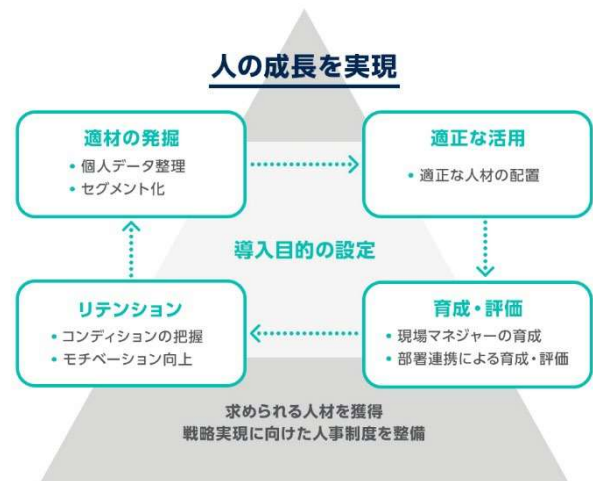 人の成長を実現
適材の発掘
• 個人データ整理
• セグメント化
適正な活用
• 適正な人材の配置
導入目的の設定
リテンション
• コンディションの把握
• モチベーション向上
育成・評価
• 現場マネジャーの育成
• 部署連携による育成・評価
求められる人材を獲得
戦略実現に向けた人事制度を整備